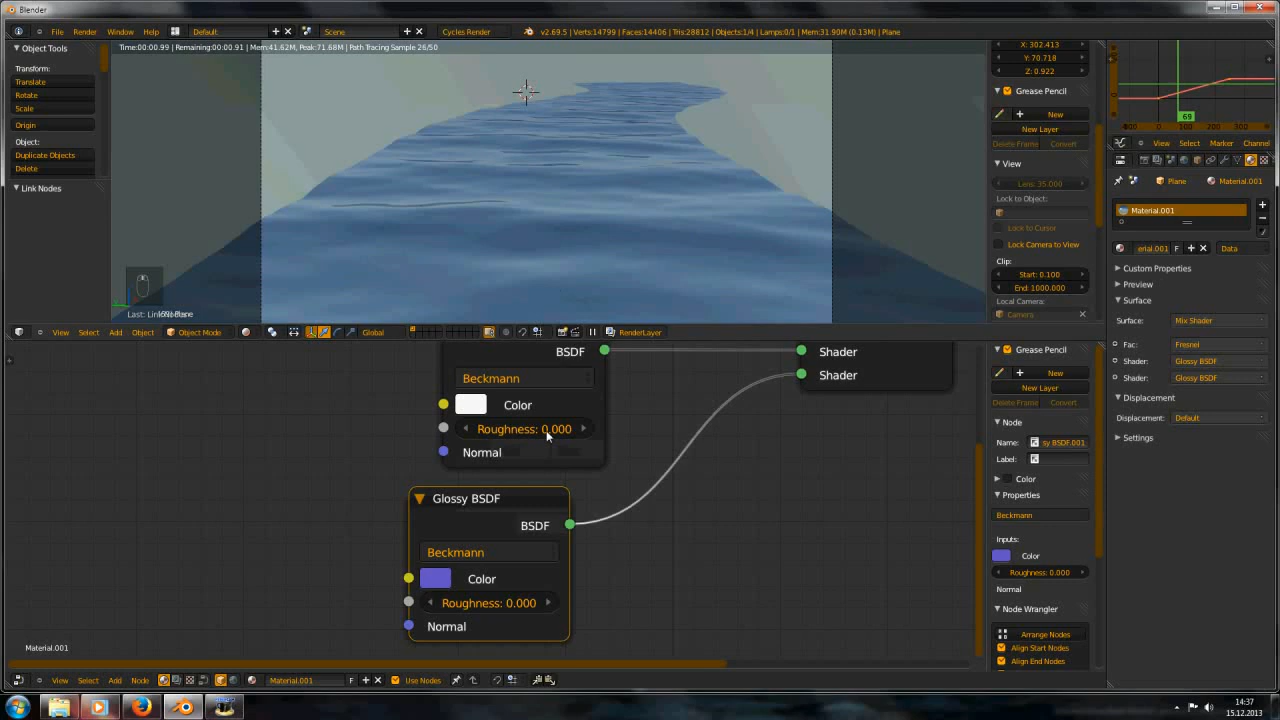 Blender
File Render Window Help Default Scene Cycles Render v2.69.5 | Verts:14799 | Faces:14406 | Tris:28812 | Objects:1/4 | Lamps:0/1 | Mem:31.90M (0.13M) | Plane
Object Tools
Time:00:00.99 | Remaining:00:00.91 | Mem:41.62M, Peak:71.68M | Path Tracing Sample 26/50
Transform:
Translate
Rotate
Scale
Origin
Object:
Duplicate Objects
Delete
Link Nodes
X: 302.413
Y: 70.718
Z: 0.922
Grease Pencil
New
New Layer
Delete Frame Convert
View
Lens: 35.000
Lock to Object:
Lock to Cursor
Lock Camera to View
Clip:
Start: 0.100
End: 1000.000
Local Camera:
Camera
69
0 100 200 300
View Select Marker Channel
Plane Material.001
Material.001
erial.001 F Data
Custom Properties
Preview
Surface
Surface: Mix Shader
Fac: Fresnel
Shader: Glossy BSDF
Shader: Glossy BSDF
Displacement
Displacement: Default
Settings
View Select Add Object Object Mode Global RenderLayer
BSDF
Beckmann
Color
Roughness: 0.000
Normal
Shader
Shader
Glossy BSDF
BSDF
Beckmann
Color
Roughness: 0.000
Normal
Material.001
Grease Pencil
New
New Layer
Delete Frame Convert
Node
Name: sy BSDF.001
Label:
Color
Properties
Beckmann
Inputs:
Color
Roughness: 0.000
Normal
Node Wrangler
Arrange Nodes
Align Start Nodes
Align End Nodes
View Select Add Node Material.001 F Use Nodes
14:37
15.12.2013